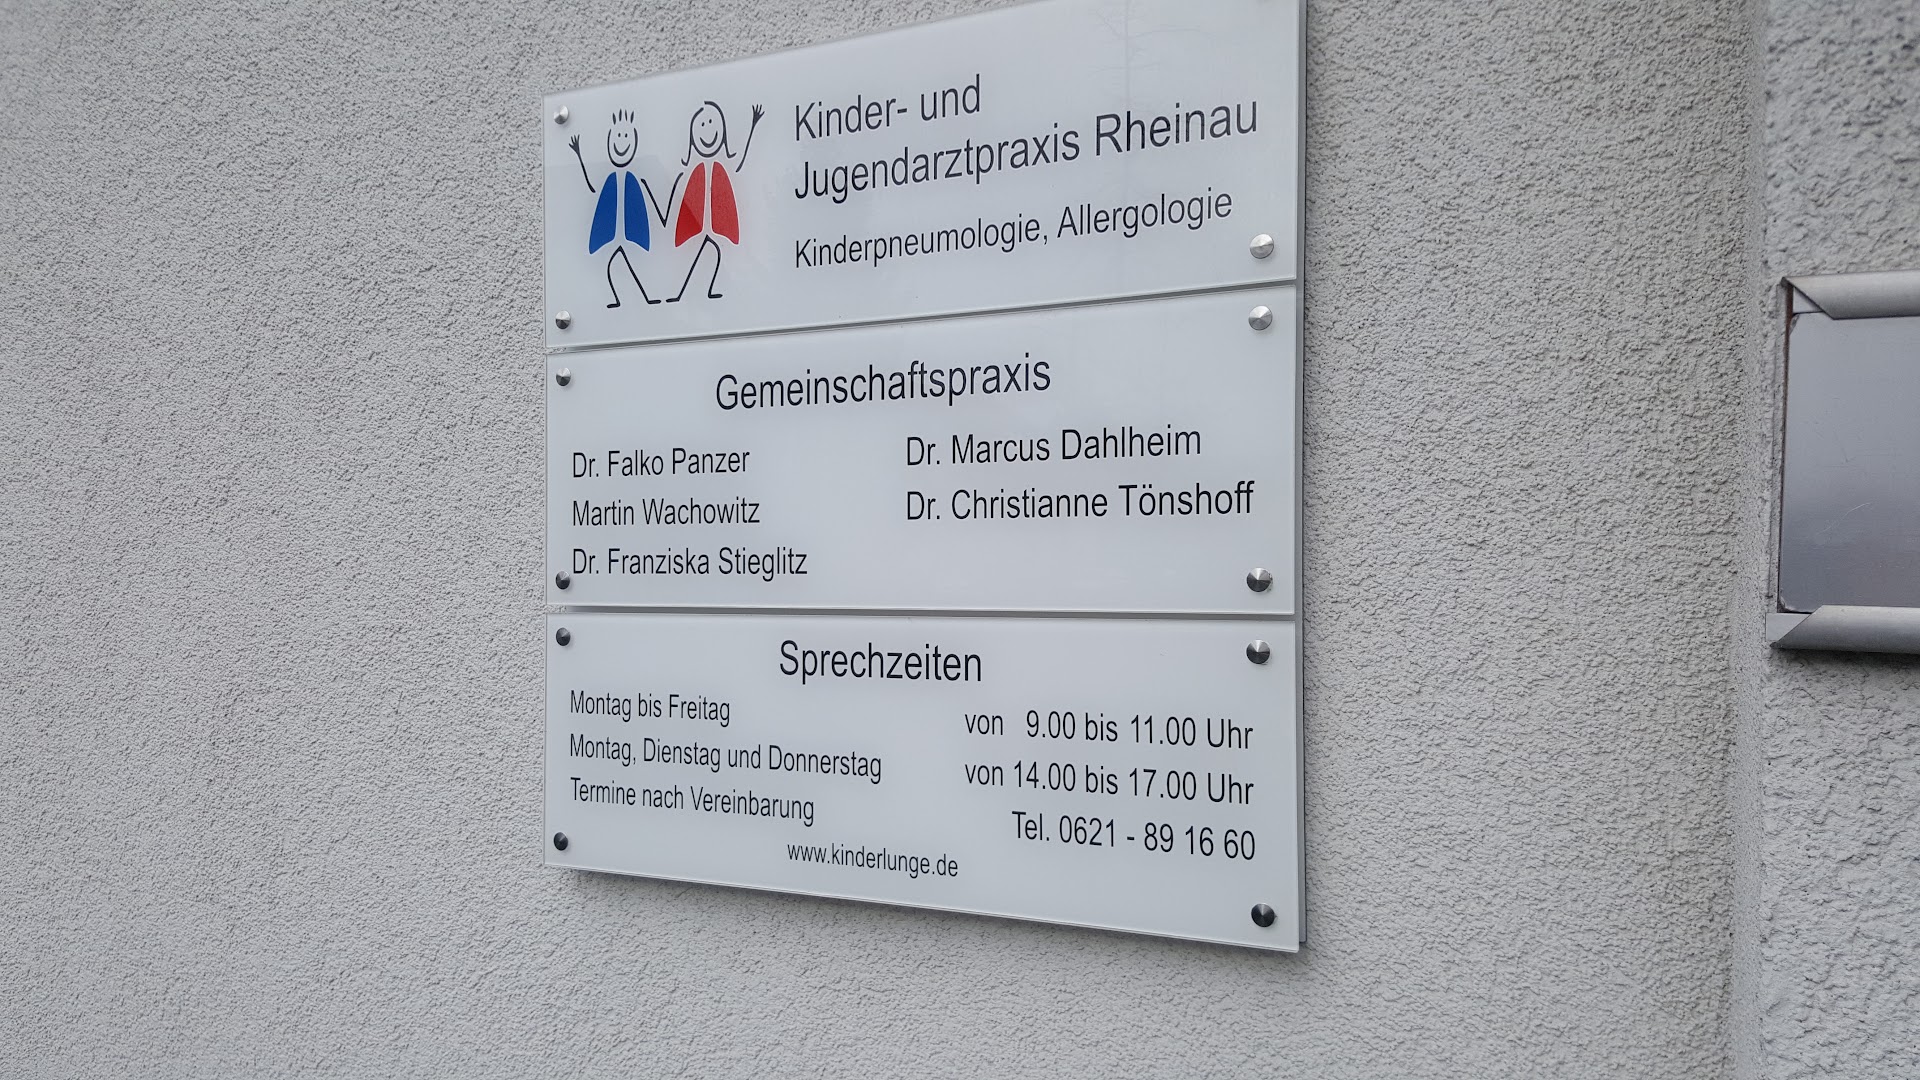 Kinder- und
Jugendarztpraxis Rheinau
Kinderpneumologie, Allergologie
Gemeinschaftspraxis
Dr. Falko Panzer
Martin Wachowitz
Dr. Franziska Stieglitz
Dr. Marcus Dahlheim
Dr. Christianne Tönshoff
Sprechzeiten
Montag bis Freitag von 9.00 bis 11.00 Uhr
Montag, Dienstag und Donnerstag von 14.00 bis 17.00 Uhr
Termine nach Vereinbarung Tel. 0621 - 89 16 60
www.kinderlunge.de